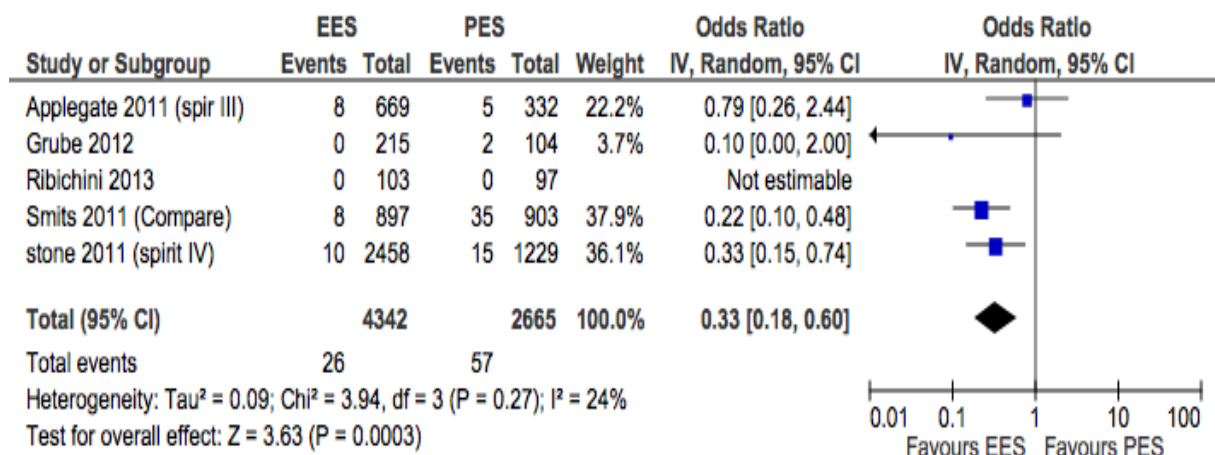 EES PES Odds Ratio Odds Ratio
Study or Subgroup Events Total Events Total Weight IV, Random, 95% CI IV, Random, 95% CI
Applegate 2011 (spir III) 8 669 5 332 22.2% 0.79 [0.26, 2.44]
Grube 2012 0 215 2 104 3.7% 0.10 [0.00, 2.00]
Ribichini 2013 0 103 0 97 Not estimable
Smits 2011 (Compare) 8 897 35 903 37.9% 0.22 [0.10, 0.48]
stone 2011 (spirit IV) 10 2458 15 1229 36.1% 0.33 [0.15, 0.74]
Total (95% CI) 4342 2665 100.0% 0.33 [0.18, 0.60]
Total events 26 57
Heterogeneity: Tau² = 0.09; Chi² = 3.94, df = 3 (P = 0.27); I² = 24%
Test for overall effect: Z = 3.63 (P = 0.0003)
0.01 0.1 1 10 100
Favours EES Favours PES